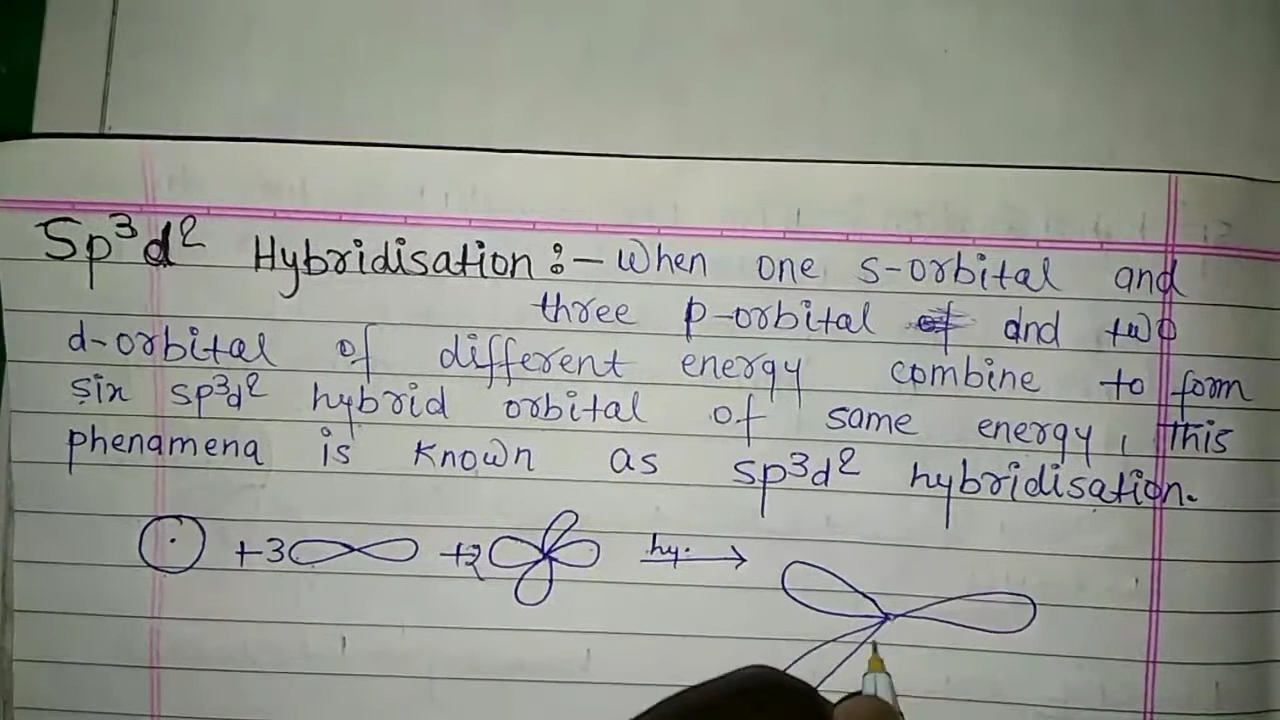 Sp³d² Hybridisation :- When one s-orbital and
three p-orbital and two
d-orbital of different energy combine to form
six sp³d² hybrid orbital of same energy, this
phenamena is known as sp³d² hybridisation.
+3 +2 hy.